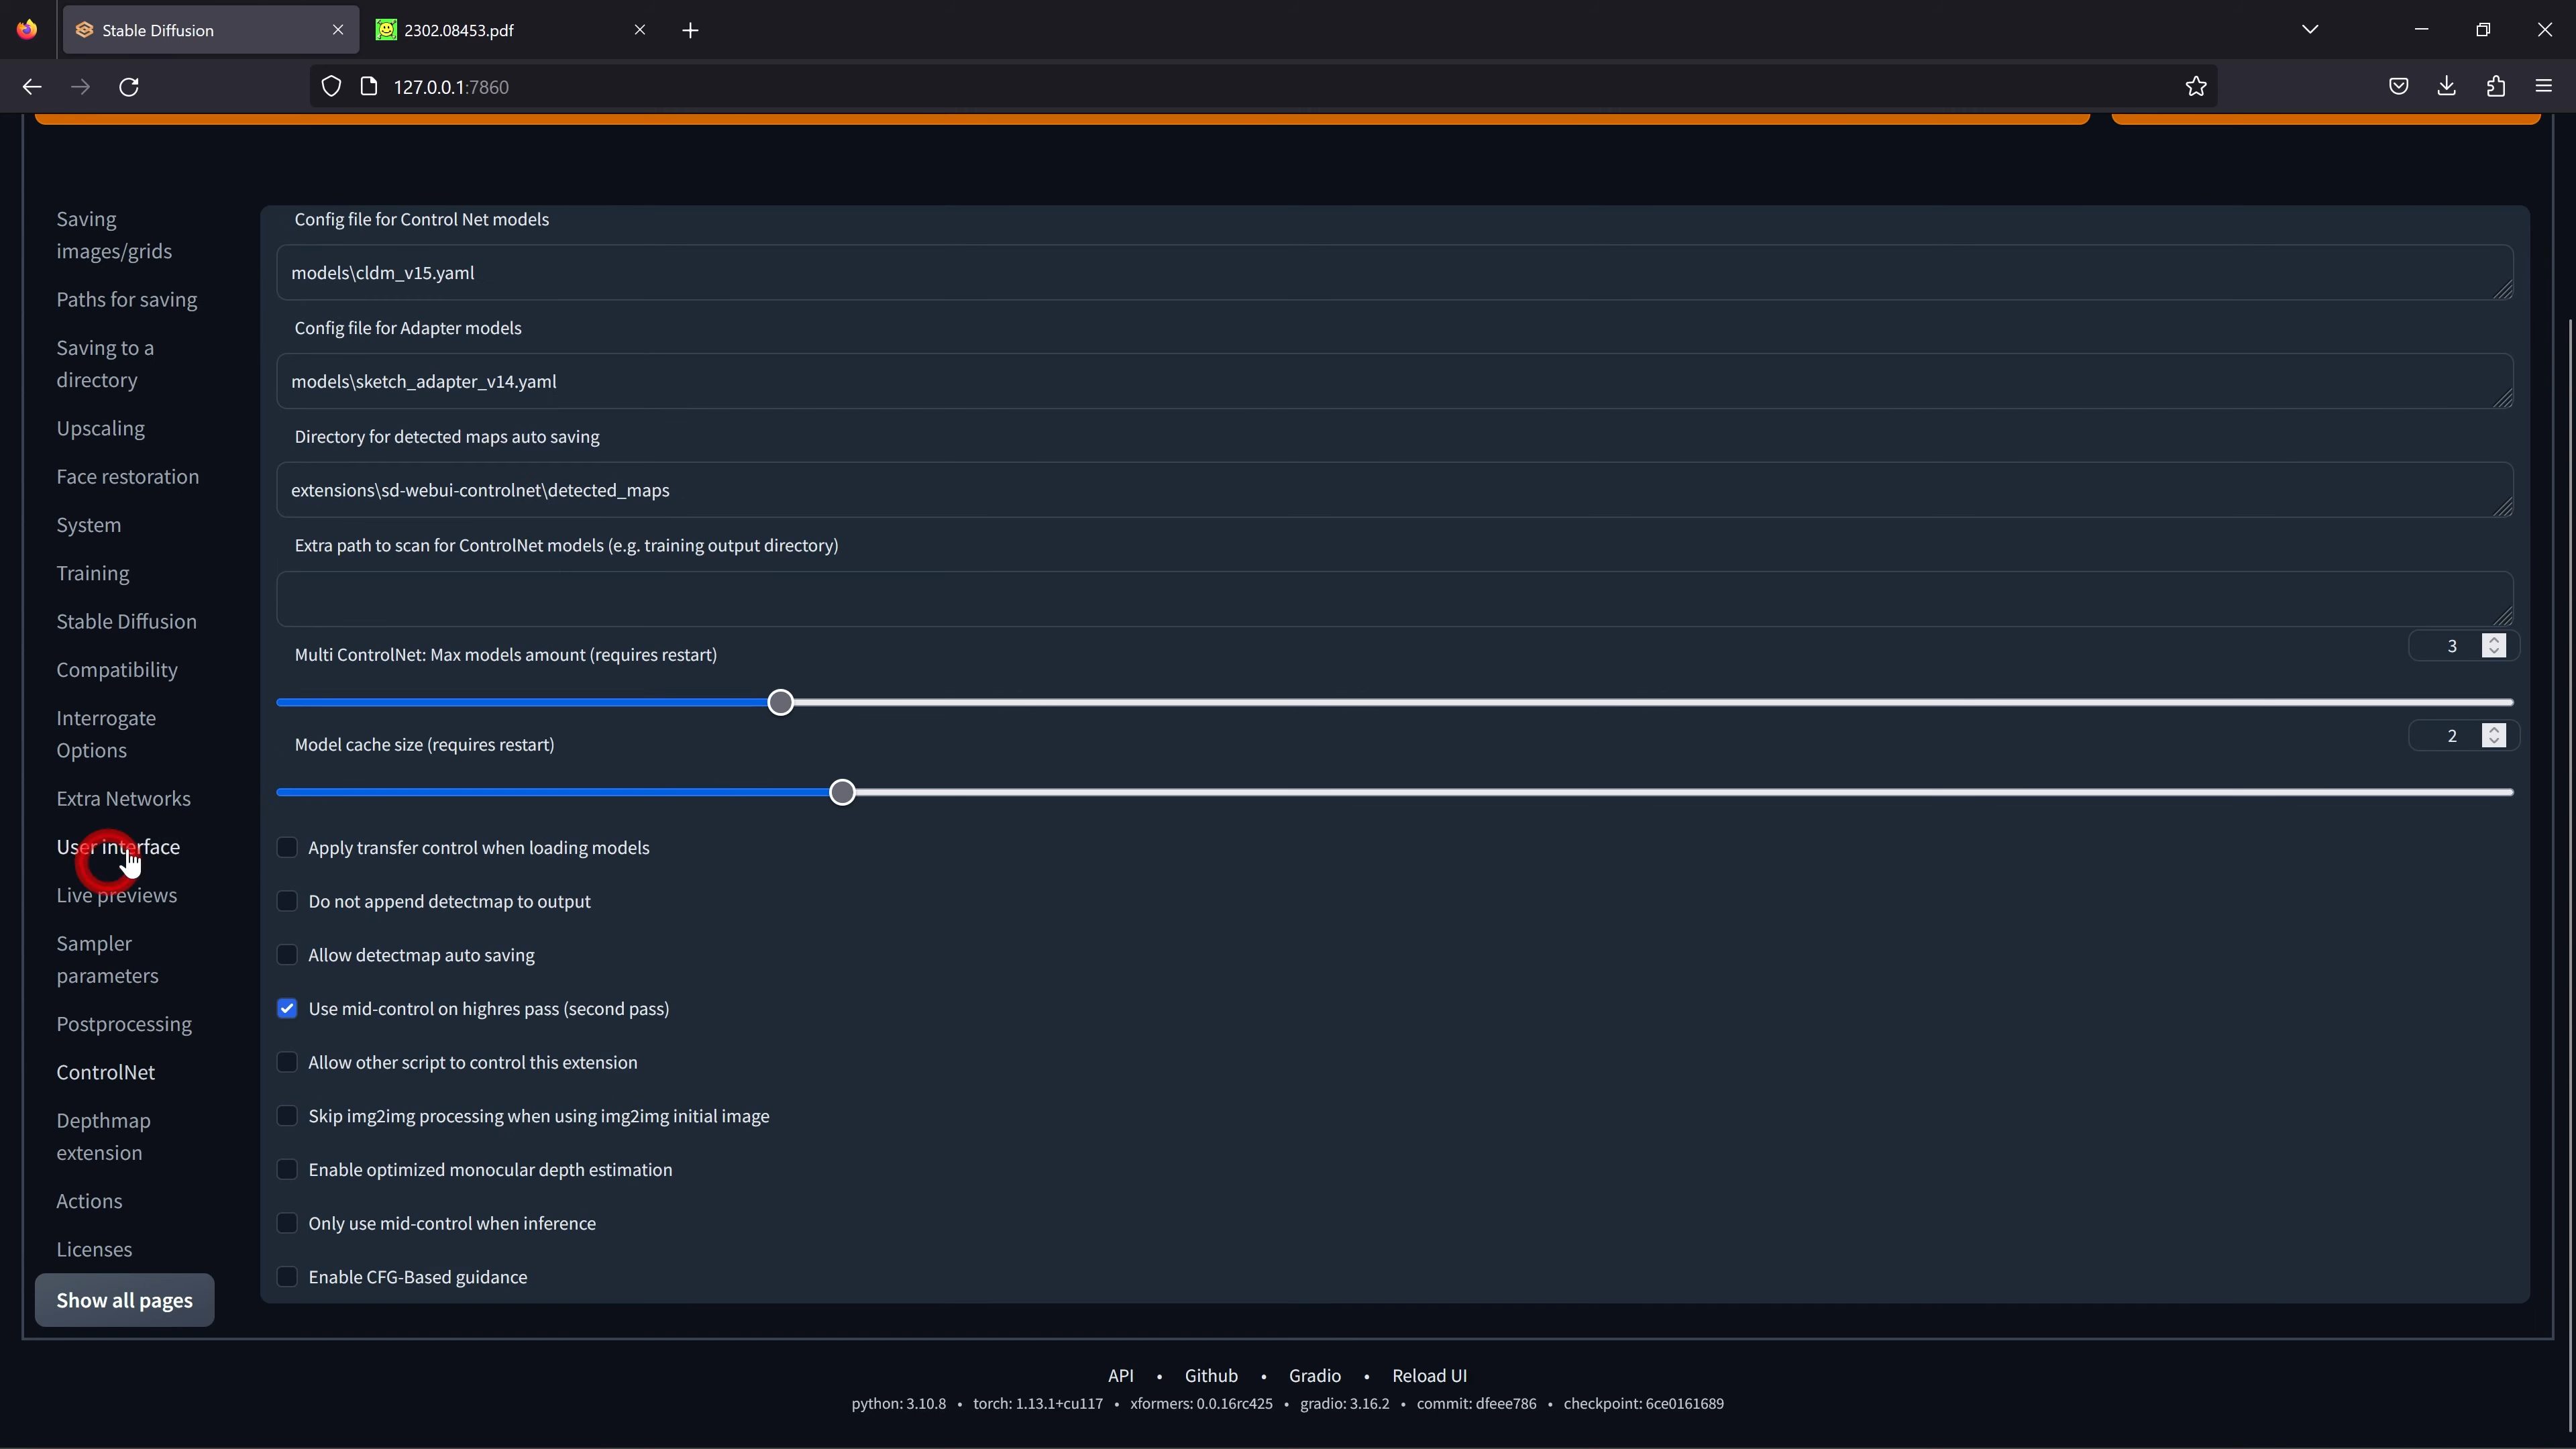 Stable Diffusion
2302.08453.pdf
127.0.0.1:7860
Saving
images/grids
Paths for saving
Saving to a
directory
Upscaling
Face restoration
System
Training
Stable Diffusion
Compatibility
Interrogate
Options
Extra Networks
User interface
Live previews
Sampler
parameters
Postprocessing
ControlNet
Depthmap
extension
Actions
Licenses
Show all pages
Config file for Control Net models
models\cldm_v15.yaml
Config file for Adapter models
models\sketch_adapter_v14.yaml
Directory for detected maps auto saving
extensions\sd-webui-controlnet\detected_maps
Extra path to scan for ControlNet models (e.g. training output directory)
Multi ControlNet: Max models amount (requires restart)
3
Model cache size (requires restart)
2
Apply transfer control when loading models
Do not append detectmap to output
Allow detectmap auto saving
Use mid-control on highres pass (second pass)
Allow other script to control this extension
Skip img2img processing when using img2img initial image
Enable optimized monocular depth estimation
Only use mid-control when inference
Enable CFG-Based guidance
API • Github • Gradio • Reload UI
python: 3.10.8 • torch: 1.13.1+cu117 • xformers: 0.0.16rc425 • gradio: 3.16.2 • commit: dfeee786 • checkpoint: 6ce0161689